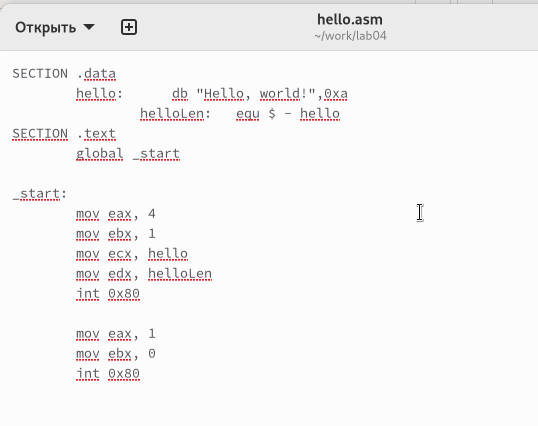 Открыть
hello.asm
~/work/lab04
SECTION .data
hello: db "Hello, world!",0xa
helloLen: equ $ - hello
SECTION .text
global _start
_start:
mov eax, 4
mov ebx, 1
mov ecx, hello
mov edx, helloLen
int 0x80
mov eax, 1
mov ebx, 0
int 0x80